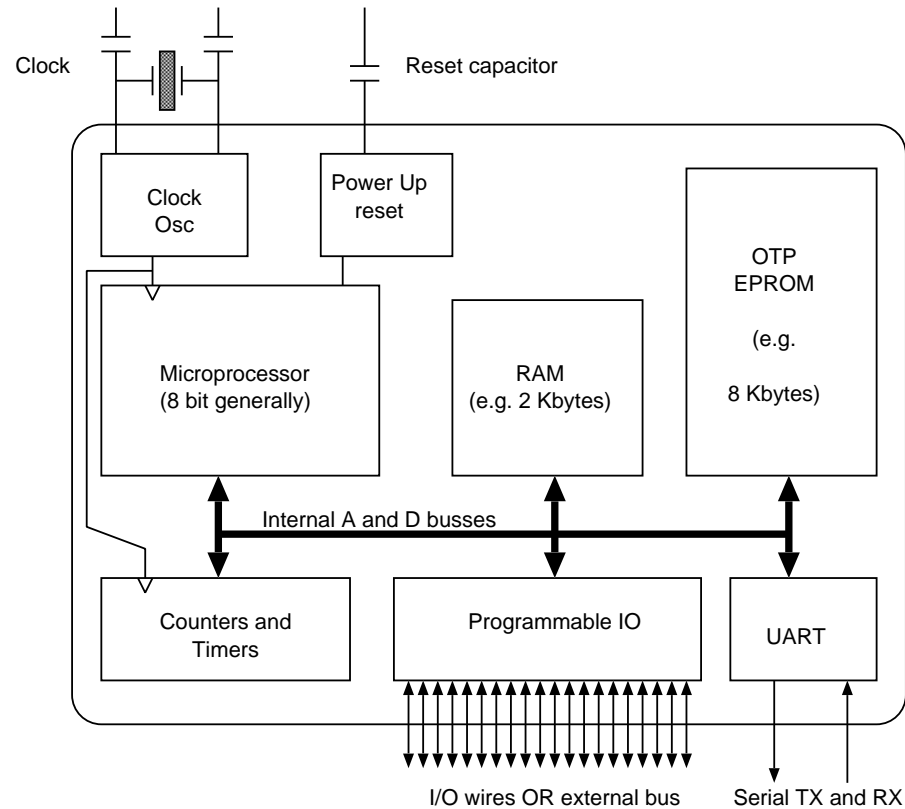 Clock
Reset capacitor
Clock
Osc
Power Up
reset
OTP
EPROM
(e.g.
8 Kbytes)
Microprocessor
(8 bit generally)
RAM
(e.g. 2 Kbytes)
Internal A and D busses
Counters and
Timers
Programmable IO
UART
I/O wires OR external bus
Serial TX and RX